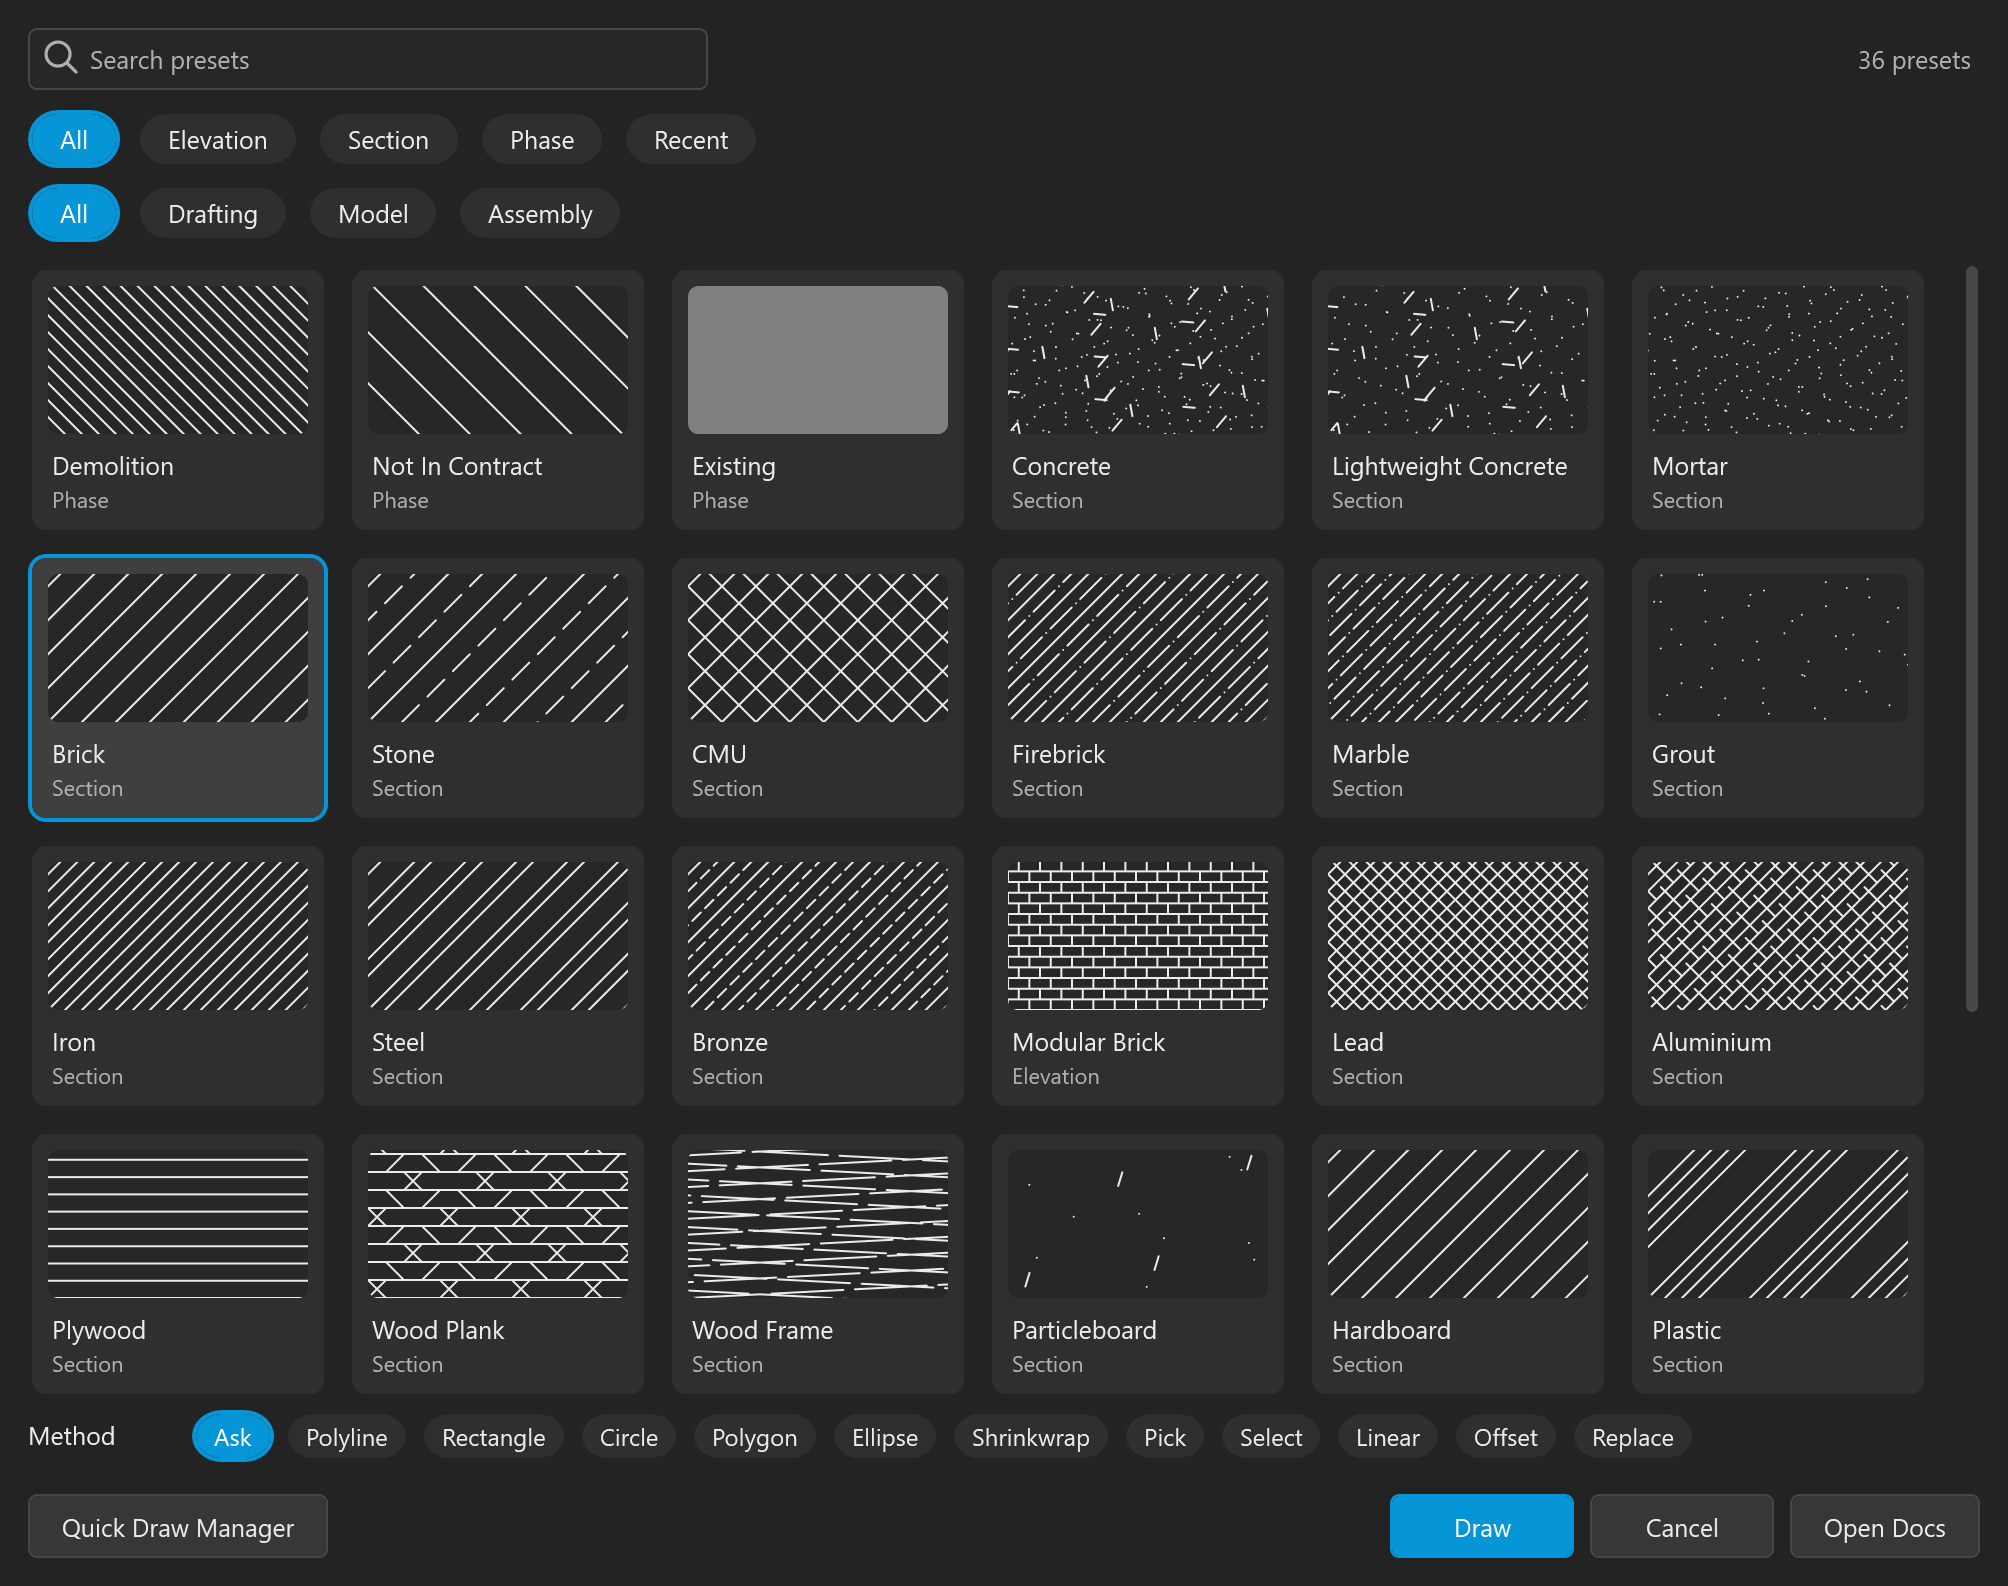 Search presets
36 presets
All Elevation Section Phase Recent
All Drafting Model Assembly
Demolition
Phase
Not In Contract
Phase
Existing
Phase
Concrete
Section
Lightweight Concrete
Section
Mortar
Section
Brick
Section
Stone
Section
CMU
Section
Firebrick
Section
Marble
Section
Grout
Section
Iron
Section
Steel
Section
Bronze
Section
Modular Brick
Elevation
Lead
Section
Aluminium
Section
Plywood
Section
Wood Plank
Section
Wood Frame
Section
Particleboard
Section
Hardboard
Section
Plastic
Section
Method Ask Polyline Rectangle Circle Polygon Ellipse Shrinkwrap Pick Select Linear Offset Replace
Quick Draw Manager Draw Cancel Open Docs